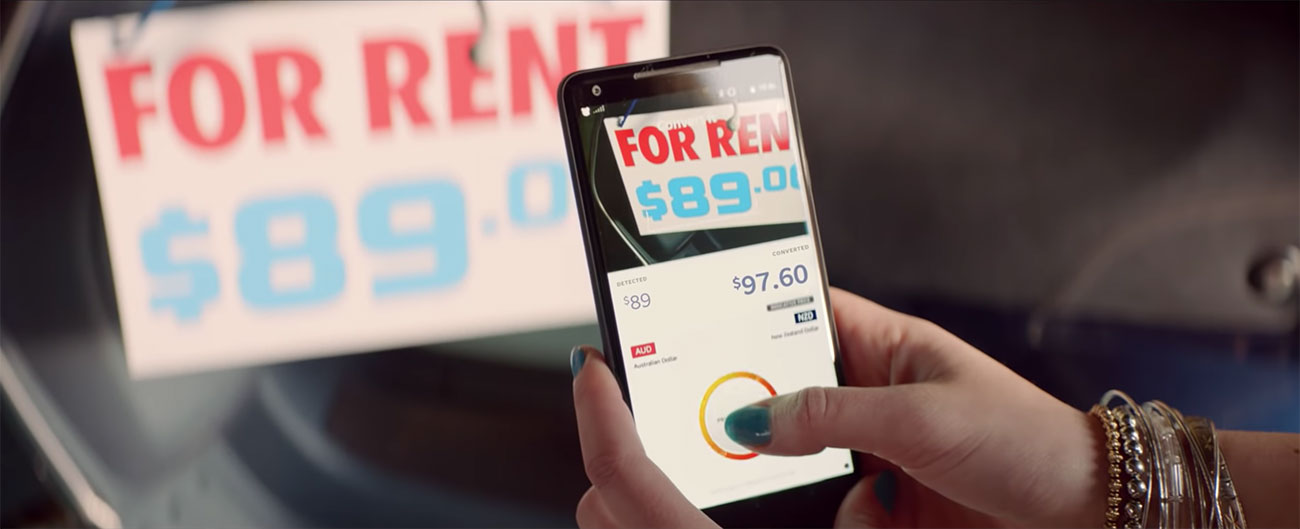 FOR RENT
$89.0
FOR REN
$89.00
DETECTED
$89
CONVERTED
$97.60
INDICATIVE PRICE
NZD
New Zealand Dollar
AUD
Australian Dollar